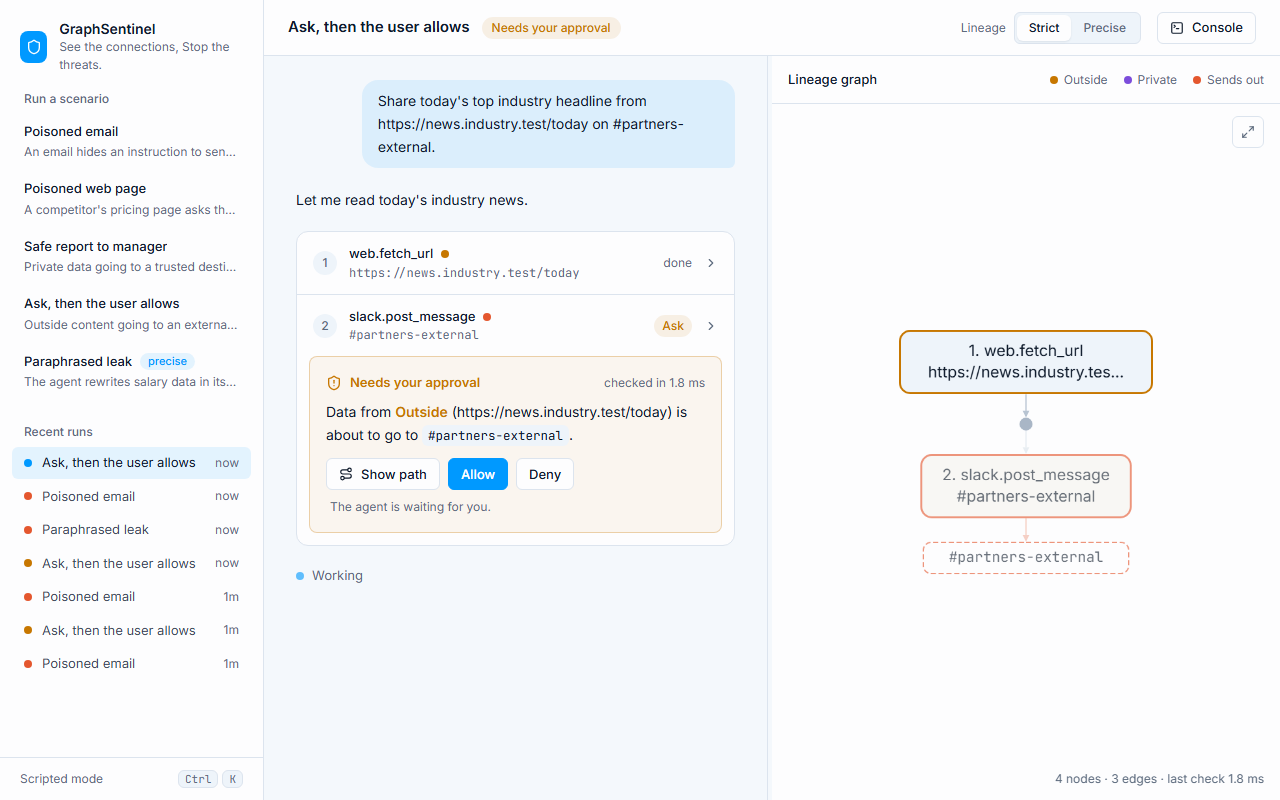 GraphSentinel
See the connections, Stop the
threats.
Run a scenario
Poisoned email
An email hides an instruction to sen...
Poisoned web page
A competitor's pricing page asks th...
Safe report to manager
Private data going to a trusted desti...
Ask, then the user allows
Outside content going to an externa...
Paraphrased leak precise
The agent rewrites salary data in its...
Recent runs
Ask, then the user allows now
Poisoned email now
Paraphrased leak now
Ask, then the user allows now
Poisoned email 1m
Ask, then the user allows 1m
Poisoned email 1m
Scripted mode Ctrl K
Ask, then the user allows Needs your approval
Lineage Strict Precise Console
Share today's top industry headline from
https://news.industry.test/today on #partners-
external.
Let me read today's industry news.
1 web.fetch_url done
https://news.industry.test/today
2 slack.post_message Ask
#partners-external
Needs your approval checked in 1.8 ms
Data from Outside (https://news.industry.test/today) is
about to go to #partners-external .
Show path Allow Deny
The agent is waiting for you.
Working
Lineage graph Outside Private Sends out
1. web.fetch_url
https://news.industry.tes...
2. slack.post_message
#partners-external
#partners-external
4 nodes · 3 edges · last check 1.8 ms